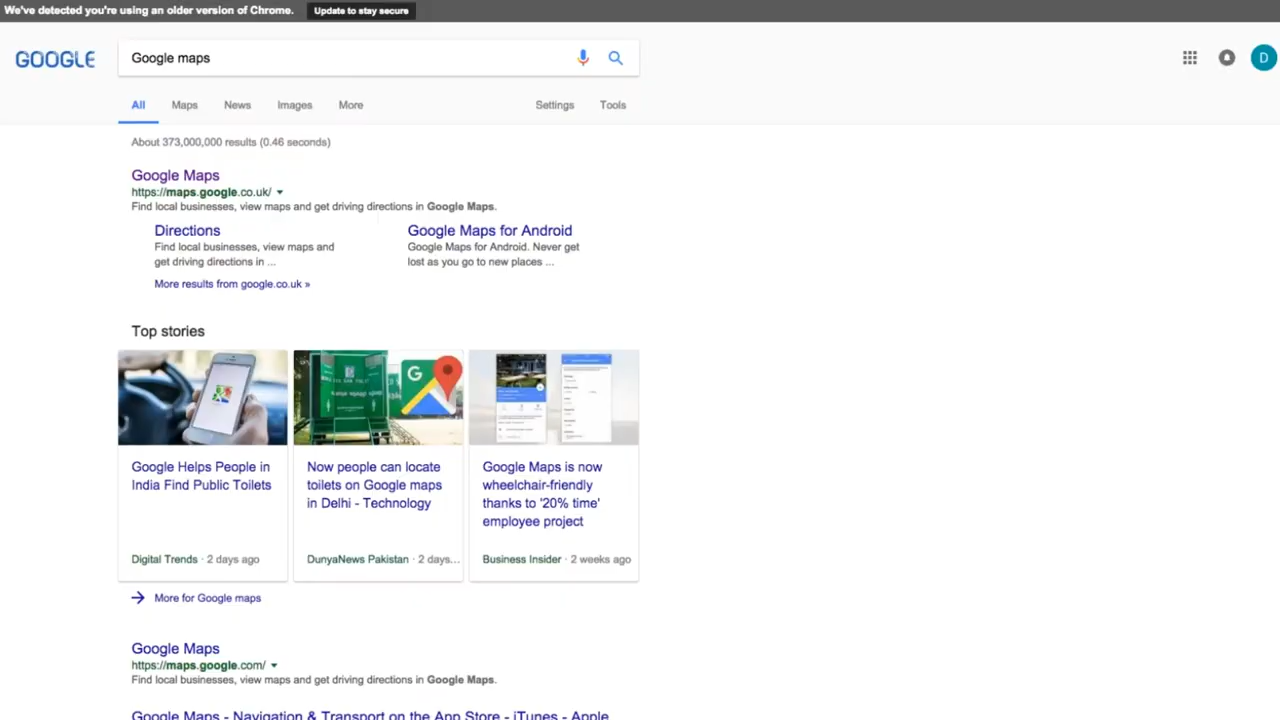 We've detected you're using an older version of Chrome. Update to stay secure
GOOGLE
Google maps
D
All Maps News Images More Settings Tools
About 373,000,000 results (0.46 seconds)
Google Maps
https://maps.google.co.uk/
Find local businesses, view maps and get driving directions in Google Maps.
Directions
Find local businesses, view maps and
get driving directions in ...
Google Maps for Android
Google Maps for Android. Never get
lost as you go to new places ...
More results from google.co.uk »
Top stories
Google Helps People in
India Find Public Toilets
Digital Trends · 2 days ago
Now people can locate
toilets on Google maps
in Delhi - Technology
DunyaNews Pakistan · 2 days...
Google Maps is now
wheelchair-friendly
thanks to '20% time'
employee project
Business Insider · 2 weeks ago
More for Google maps
Google Maps
https://maps.google.com/
Find local businesses, view maps and get driving directions in Google Maps.
Google Maps - Navigation & Transport on the App Store - iTunes - Apple